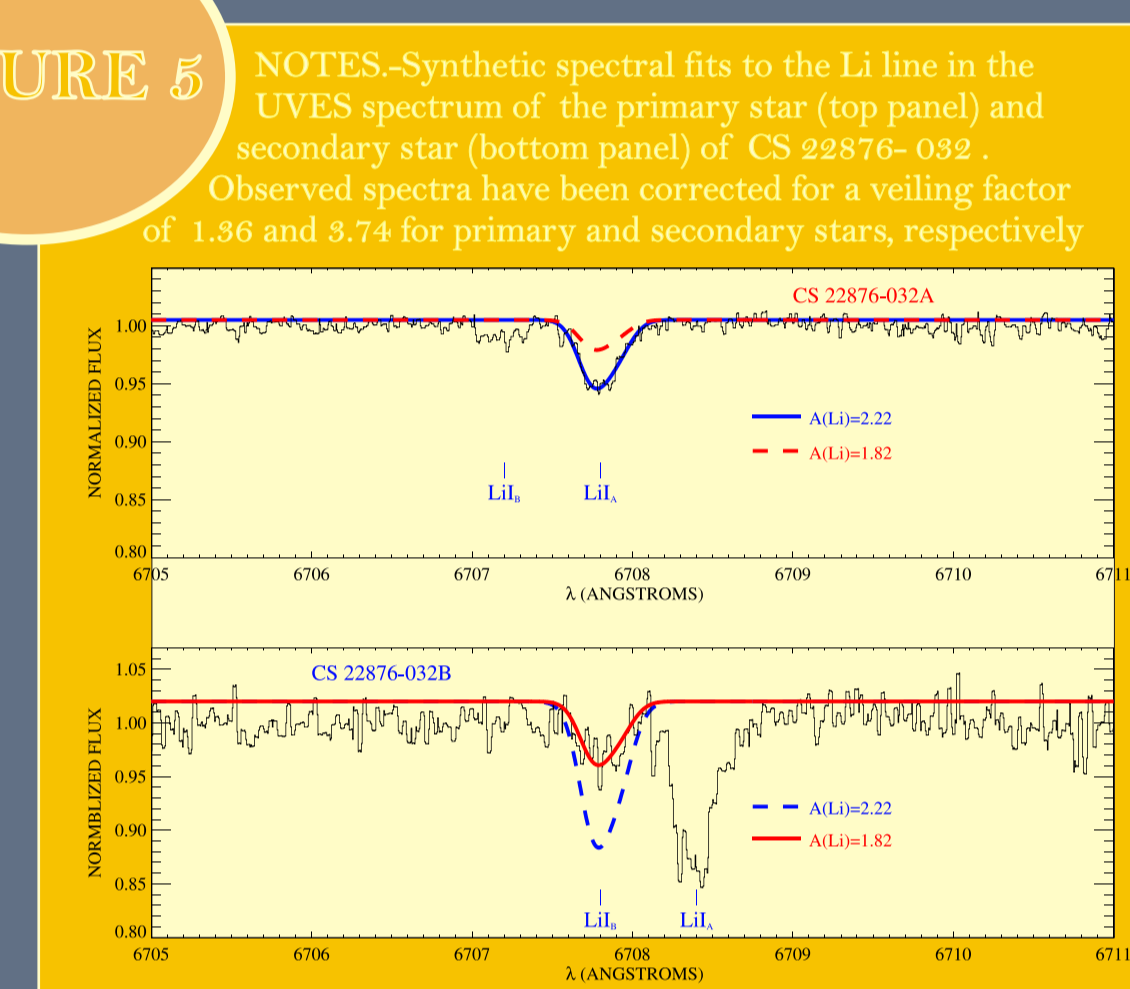 URE 5
NOTES.-Synthetic spectral fits to the Li line in the
UVES spectrum of the primary star (top panel) and
secondary star (bottom panel) of CS 22876- 032 .
Observed spectra have been corrected for a veiling factor
of 1.36 and 3.74 for primary and secondary stars, respectively
CS 22876-032A
1.00
0.95
0.90
0.85
0.80
NORMALIZED FLUX
A(Li)=2.22
A(Li)=1.82
LiI_B LiI_A
6705 6706 6707 6708 6709 6710 6711
λ (ANGSTROMS)
CS 22876-032B
1.05
1.00
0.95
0.90
0.85
0.80
NORMBLIZED FLUX
A(Li)=2.22
A(Li)=1.82
LiI_B LiI_A
6705 6706 6707 6708 6709 6710 6711
λ (ANGSTROMS)